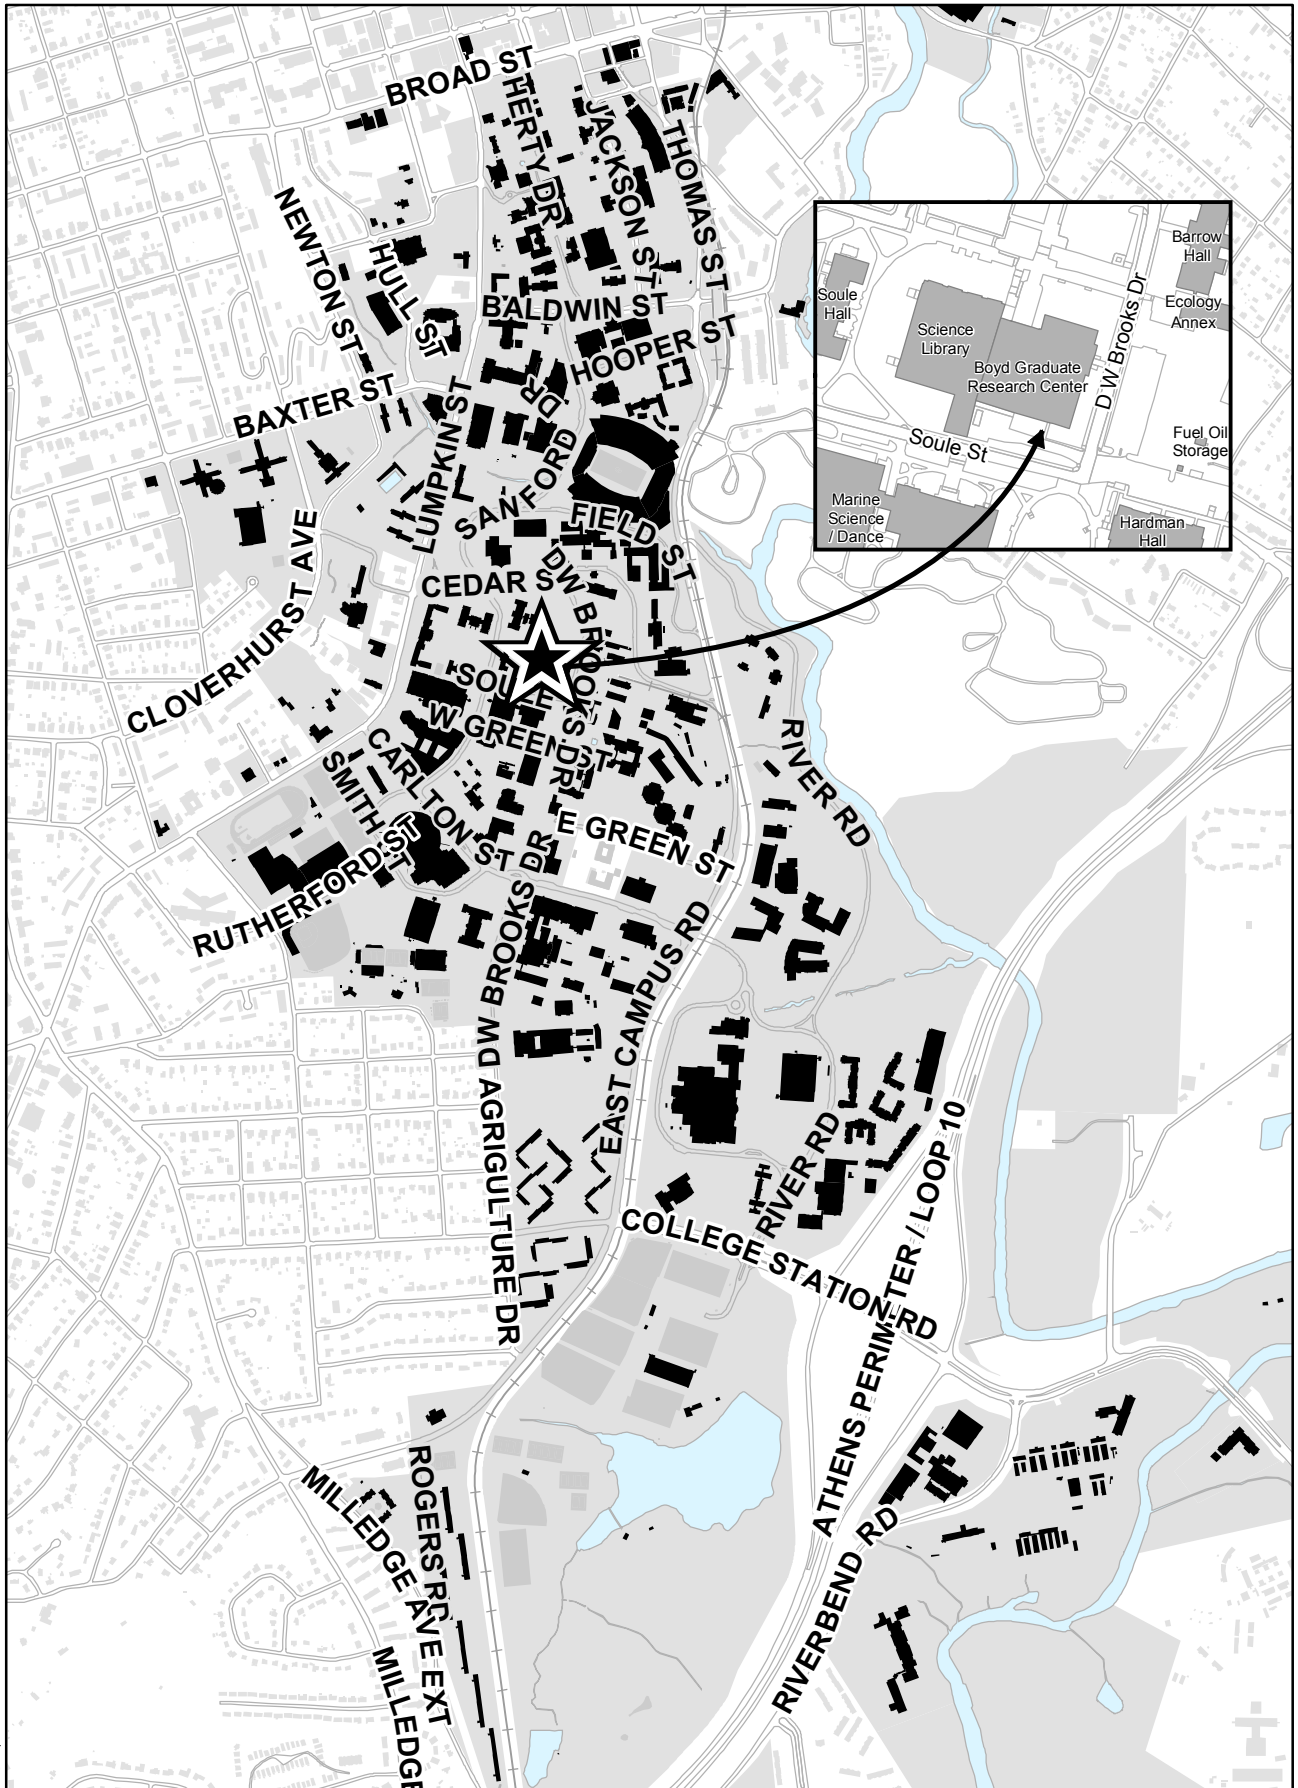 BROAD ST
HERTY DR
JACKSON ST
THOMAS ST
NEWTON ST
HULL ST
BALDWIN ST
HOOPER ST
BAXTER ST
LUMPKIN ST
SANFORD
DR
FIELD ST
CEDAR S
DW BROOKS DR
CLOVERHURST AVE
SOULE
W GREEN ST
CARLTON ST
SMITH ST
RUTHERFORD ST
E GREEN ST
RIVER RD
DW BROOKS DR
EAST CAMPUS RD
DW AGRIGULTURE DR
RIVER RD
COLLEGE STATION RD
ATHENS PERIMETER / LOOP 10
RIVERBEND RD
ROGERS RD
MILLEDGE AVE EXT
MILLEDGE
Barrow
Hall
Soule
Hall
Ecology
Annex
Science
Library
Boyd Graduate
Research Center
D W Brooks Dr
Soule St
Fuel Oil
Storage
Marine
Science
/ Dance
Hardman
Hall